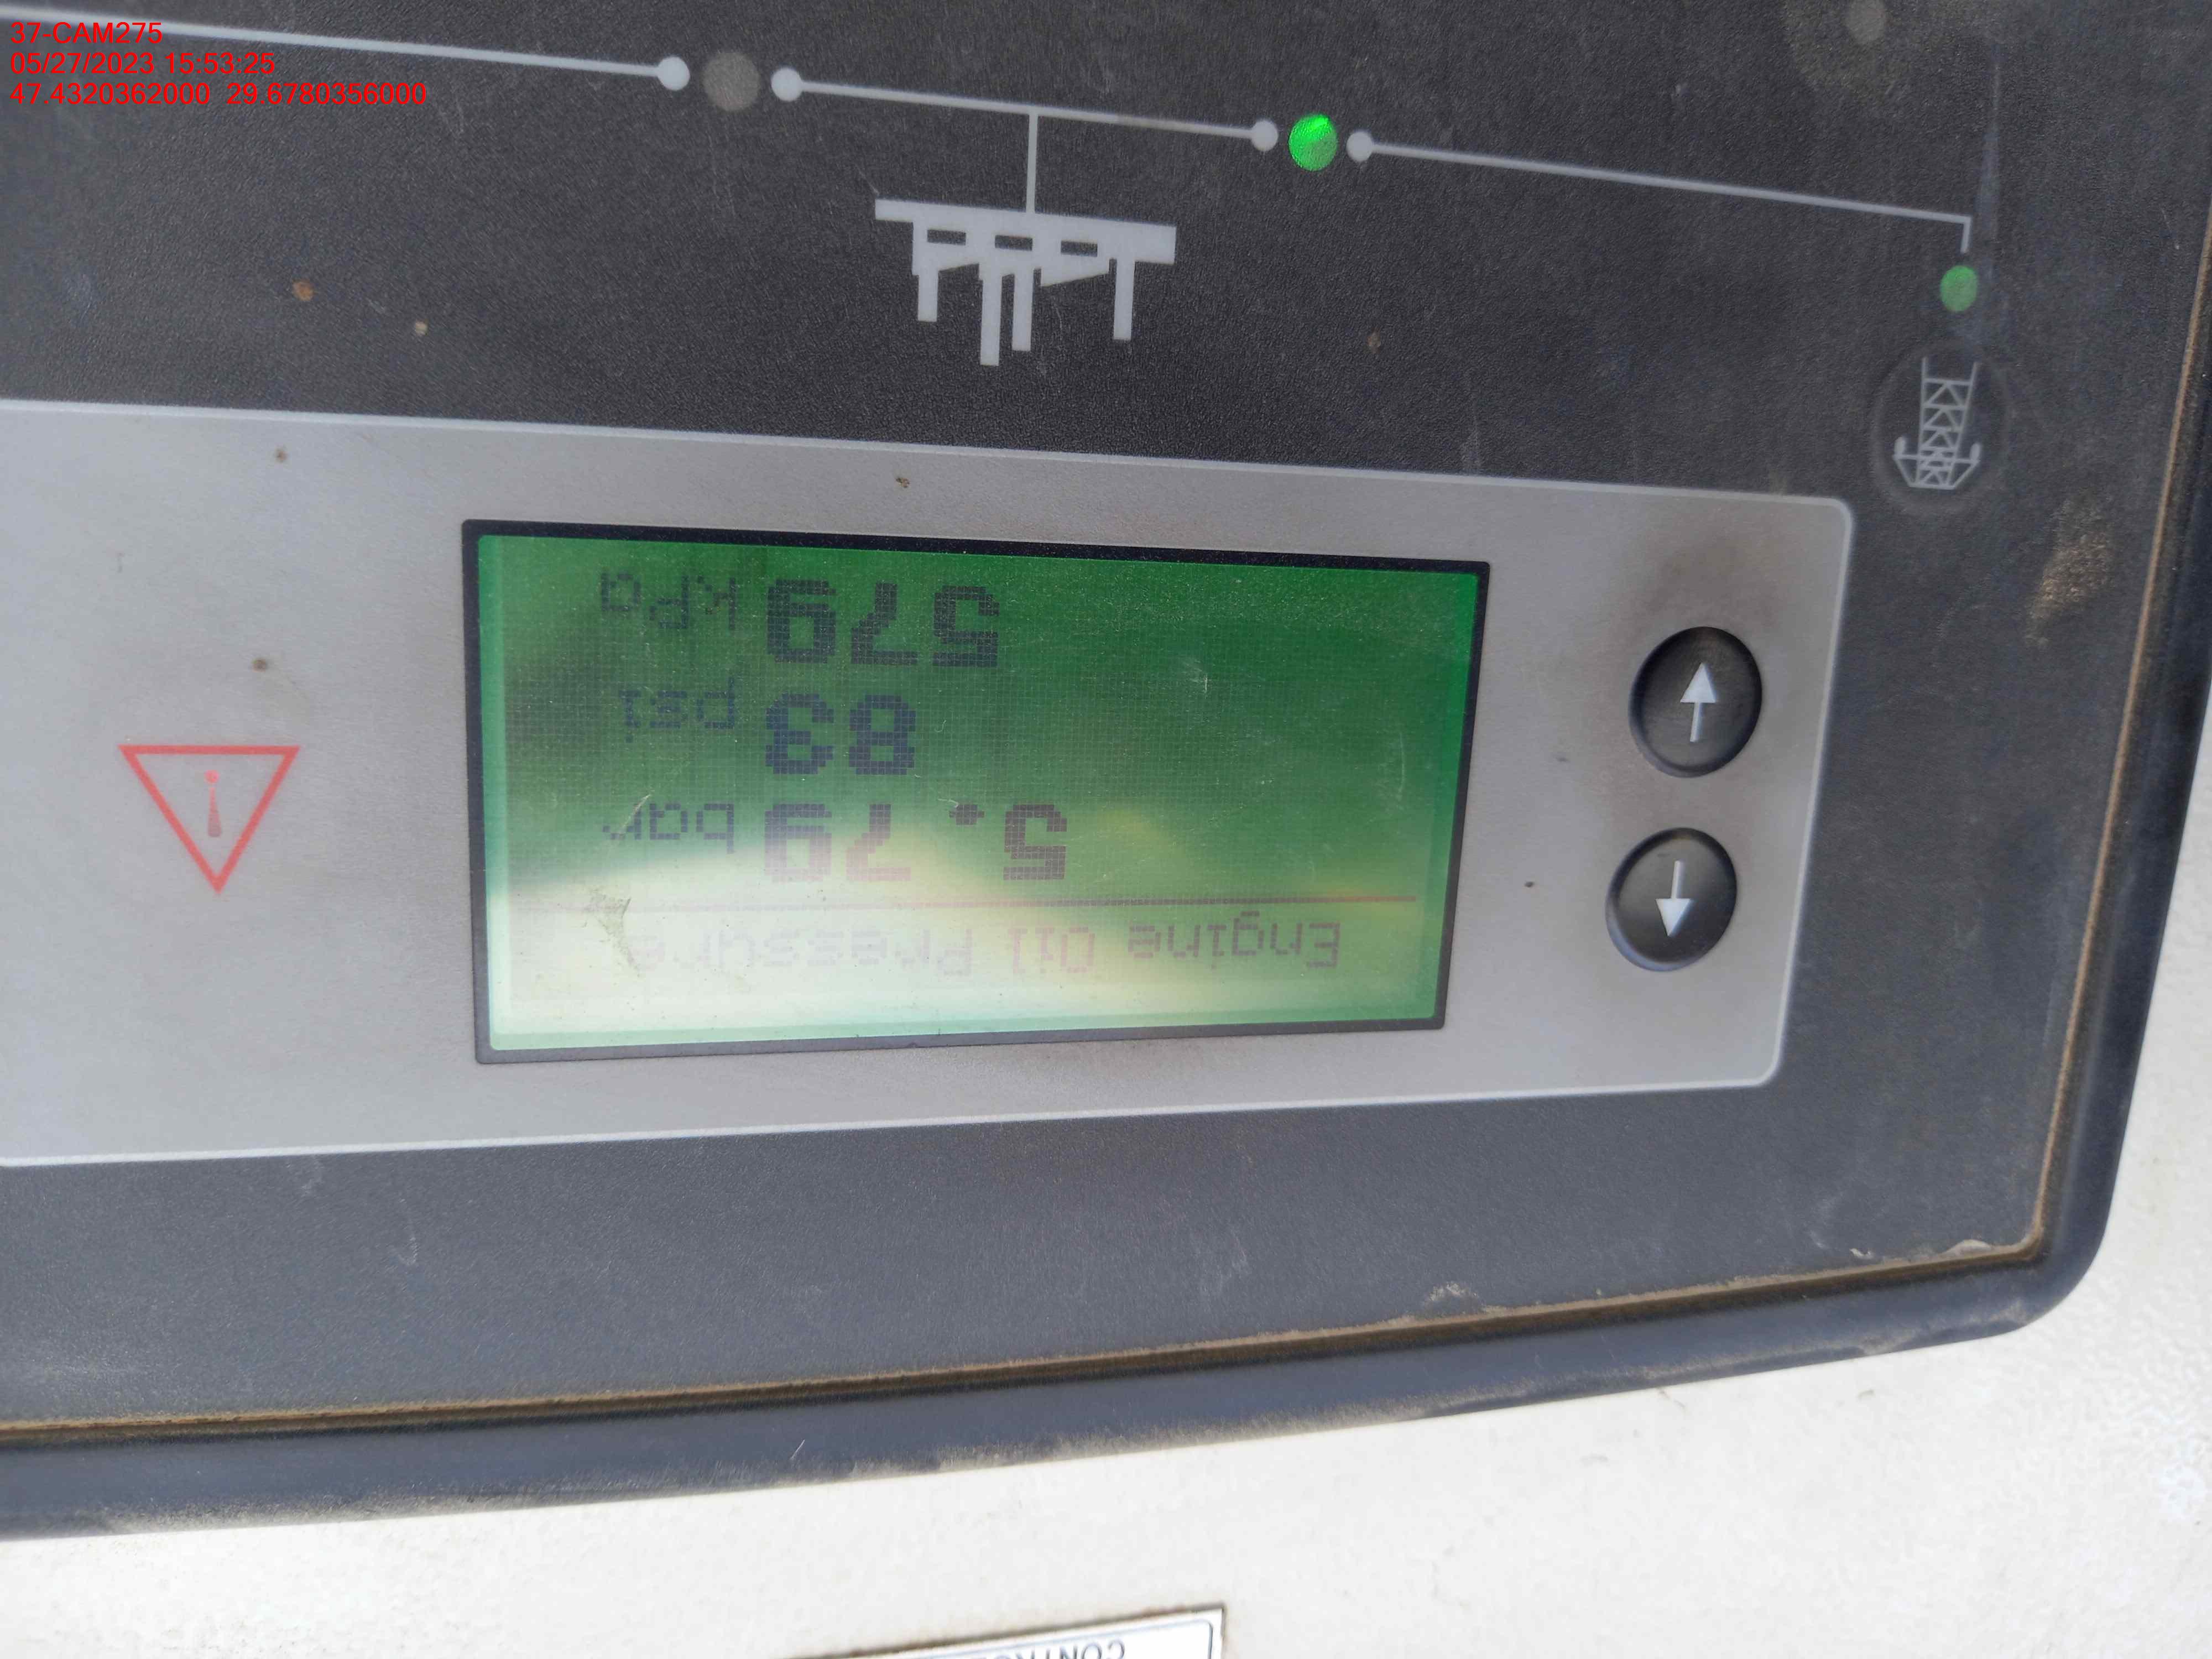 37-CAM275
05/27/2023 15:53:25
47.4320362000 29.6780356000
Engine Oil Pressure
5.79 bar
83 psi
579 kPa